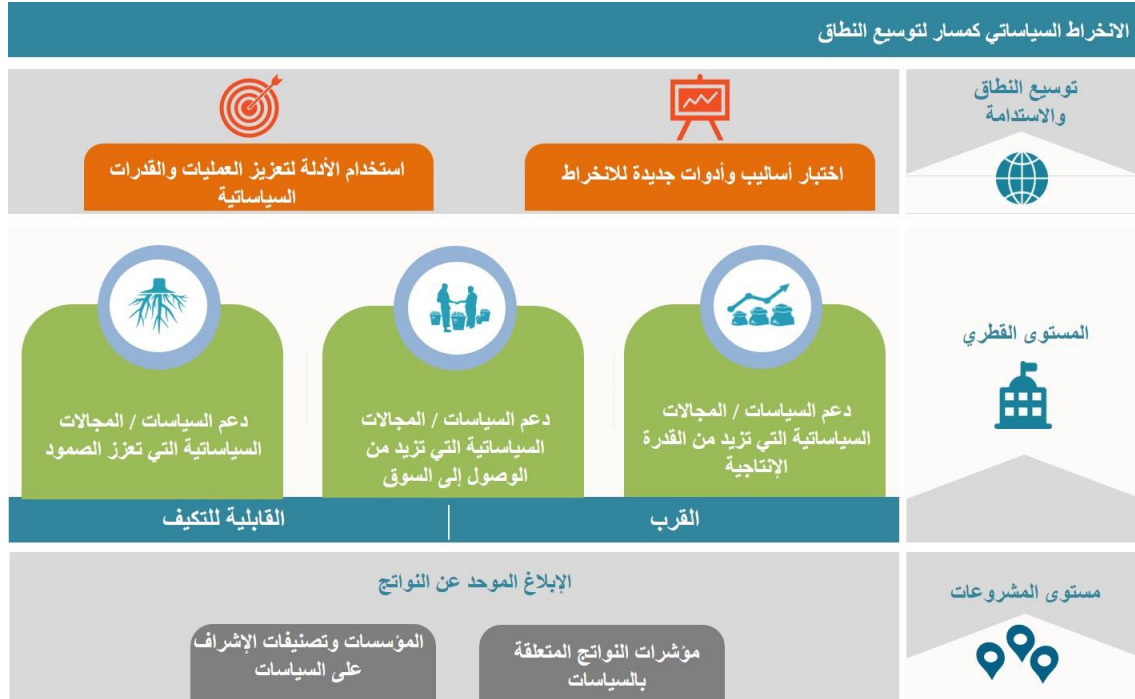 الانخراط السياساتي كمسار لتوسيع النطاق
توسيع النطاق
والاستدامة
اختبار أساليب وأدوات جديدة للانخراط
استخدام الأدلة لتعزيز العمليات والقدرات
السياساتية
المستوى القطري
دعم السياسات / المجالات
السياساتية التي تزيد من القدرة
الإنتاجية
دعم السياسات / المجالات
السياساتية التي تزيد من
الوصول إلى السوق
دعم السياسات / المجالات
السياساتية التي تعزز الصمود
القرب
القابلية للتكيف
مستوى المشروعات
الإبلاغ الموحد عن النواتج
مؤشرات النواتج المتعلقة
بالسياسات
المؤسسات وتصنيفات الإشراف
على السياسات